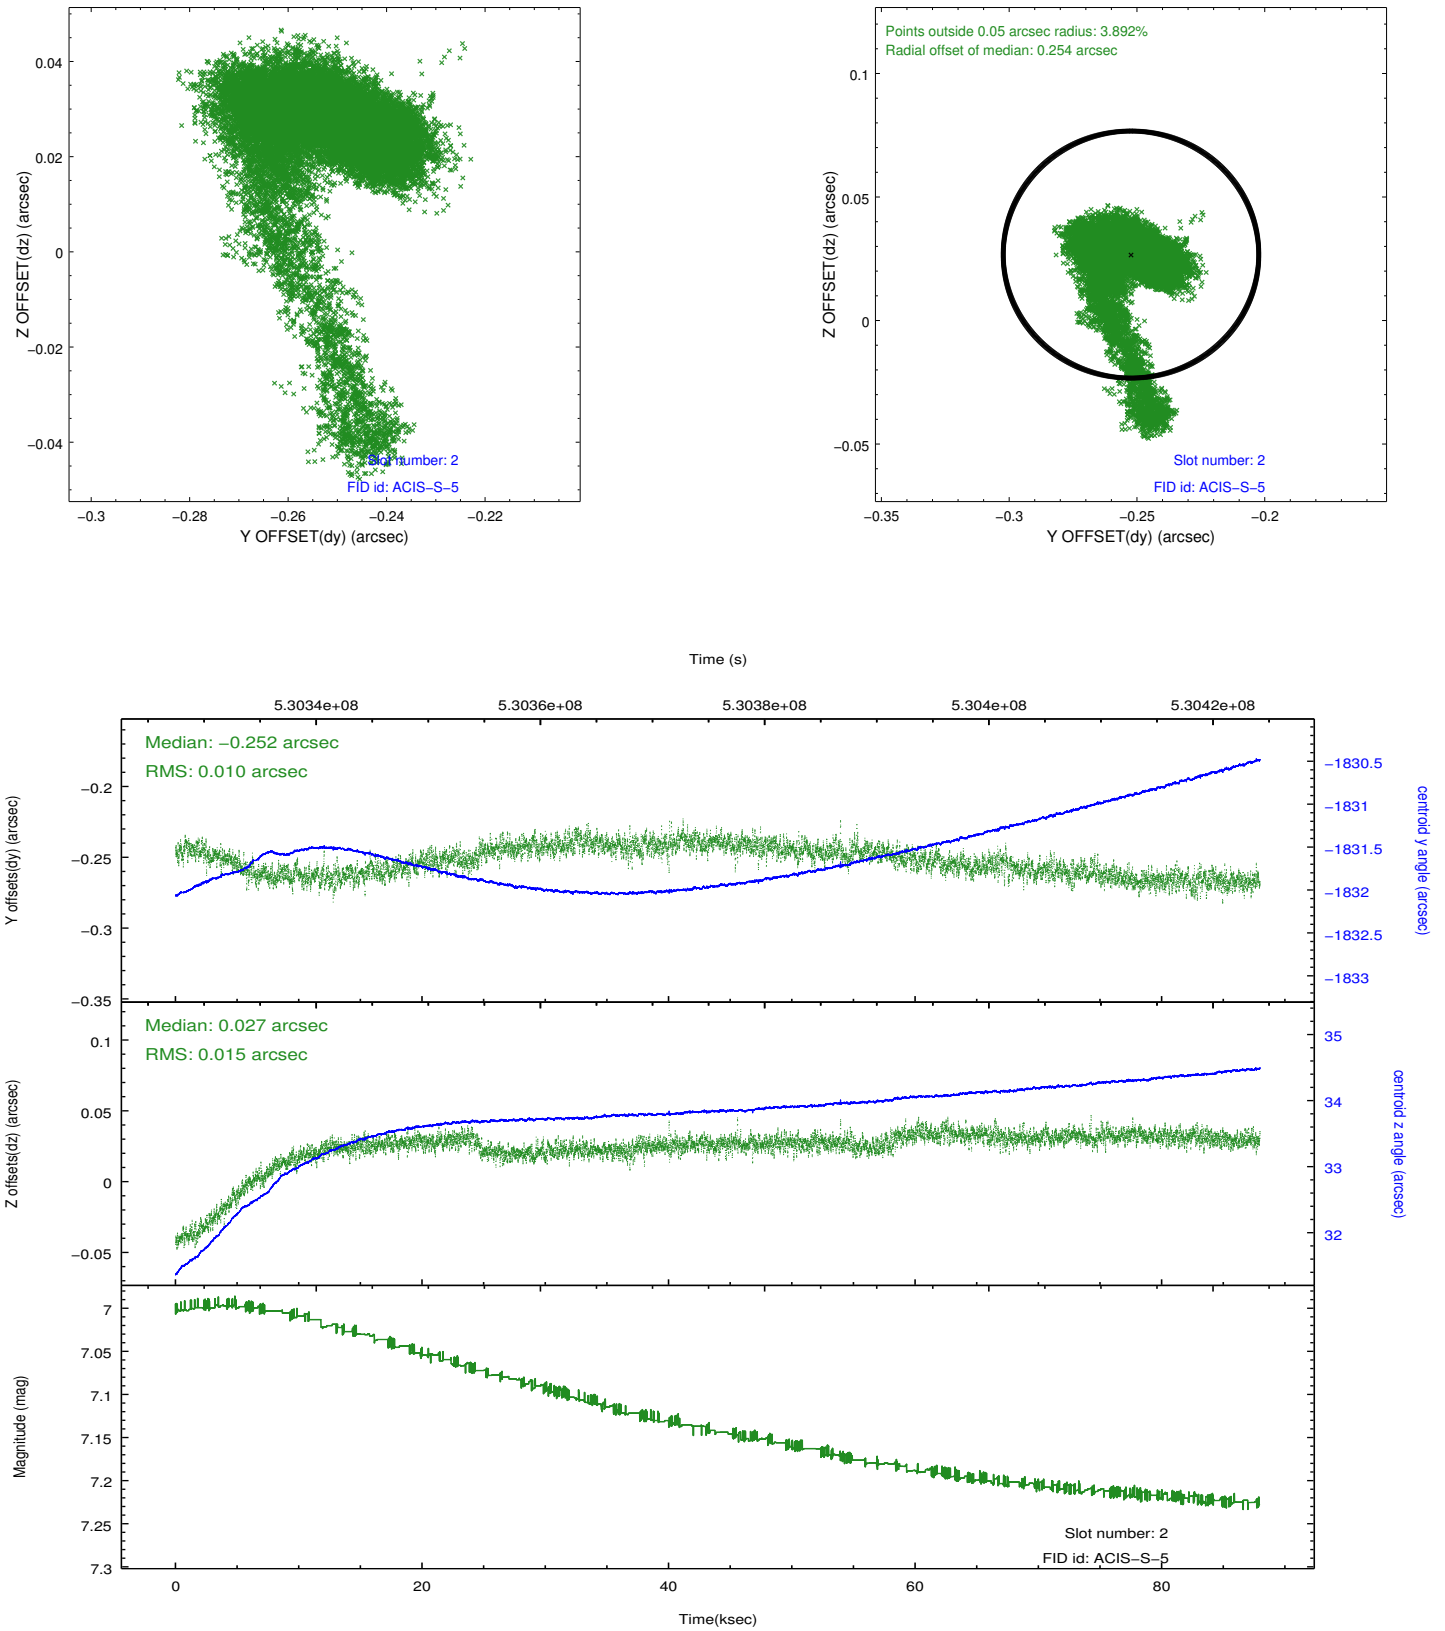 0.04
0.02
0
−0.02
−0.04
Z OFFSET(dz) (arcsec)
Slot number: 2
FID id: ACIS−S−5
−0.3
−0.28
−0.26
−0.24
−0.22
Y OFFSET(dy) (arcsec)
Points outside 0.05 arcsec radius: 3.892%
Radial offset of median: 0.254 arcsec
0.1
0.05
0
−0.05
Z OFFSET(dz) (arcsec)
Slot number: 2
FID id: ACIS−S−5
−0.35
−0.3
−0.25
−0.2
Y OFFSET(dy) (arcsec)
Time (s)
5.3034e+08
5.3036e+08
5.3038e+08
5.304e+08
5.3042e+08
Median: −0.252 arcsec
RMS: 0.010 arcsec
−0.2
−0.25
−0.3
−0.35
Y offsets(dy) (arcsec)
−1830.5
−1831
−1831.5
−1832
−1832.5
−1833
centroid y angle (arcsec)
Median: 0.027 arcsec
RMS: 0.015 arcsec
0.1
0.05
0
−0.05
Z offsets(dz) (arcsec)
35
34
33
32
centroid z angle (arcsec)
7
7.05
7.1
7.15
7.2
7.25
7.3
Magnitude (mag)
Slot number: 2
FID id: ACIS−S−5
0
20
40
60
80
Time(ksec)